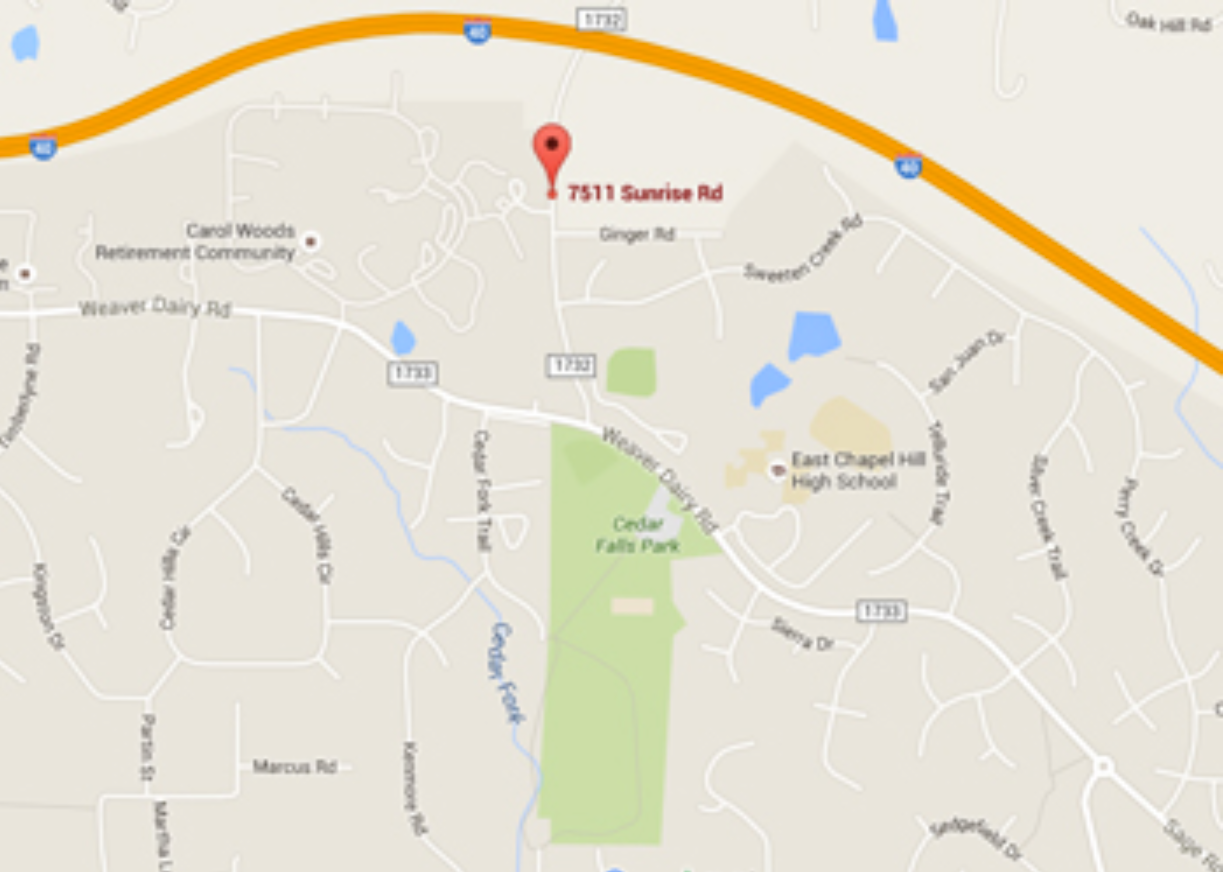 1732
Oak Hill Rd
40
40
40
7511 Sunrise Rd
Carol Woods
Retirement Community
Ginger Rd
Sweeten Creek Rd
Weaver Dairy Rd
1733
1732
San Juan Dr
Timberlyne Rd
Weaver Dairy Rd
East Chapel Hill
High School
Cedar Fork Trail
Telluride Trail
Silver Creek Trail
Perry Creek Dr
Cedar Hills Cir
Cedar Hills Cir
Cedar
Falls Park
Kingston Dr
1733
Sierra Dr
Cedar Fork
Partin St
Marcus Rd
Kenmore Rd
Martha L
Sedgefield Dr
Sage R